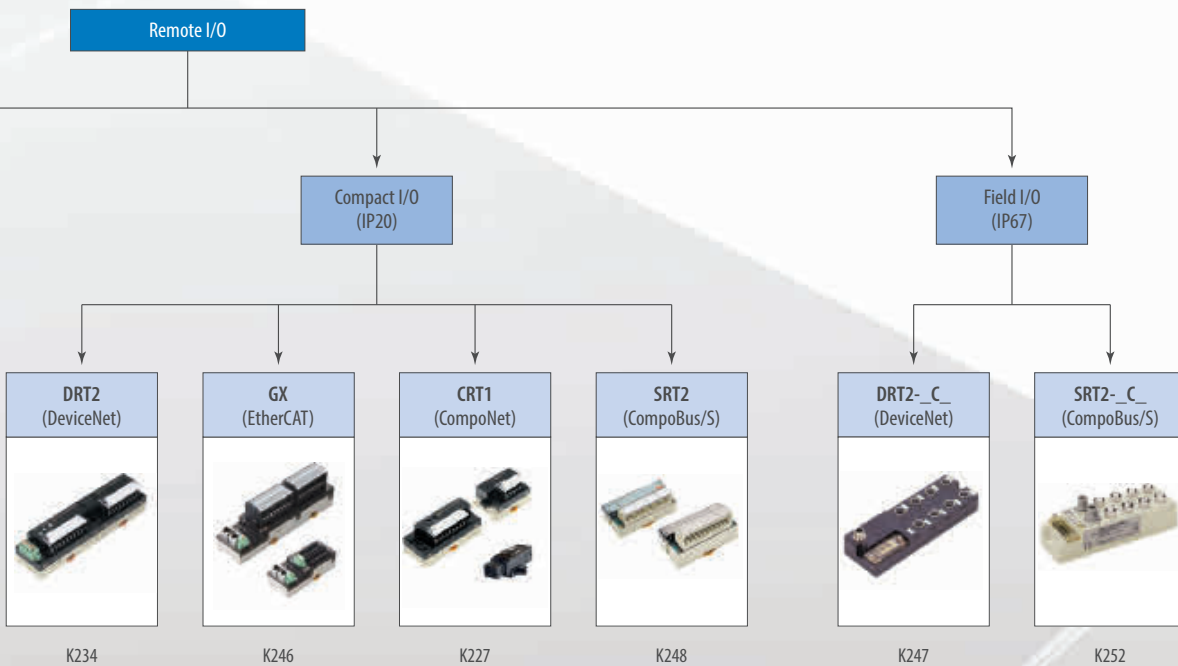 Remote I/O
Compact I/O
(IP20)
Field I/O
(IP67)
DRT2
(DeviceNet)
GX
(EtherCAT)
CRT1
(CompoNet)
SRT2
(CompoBus/S)
DRT2-_C_
(DeviceNet)
SRT2-_C_
(CompoBus/S)
K234
K246
K227
K248
K247
K252